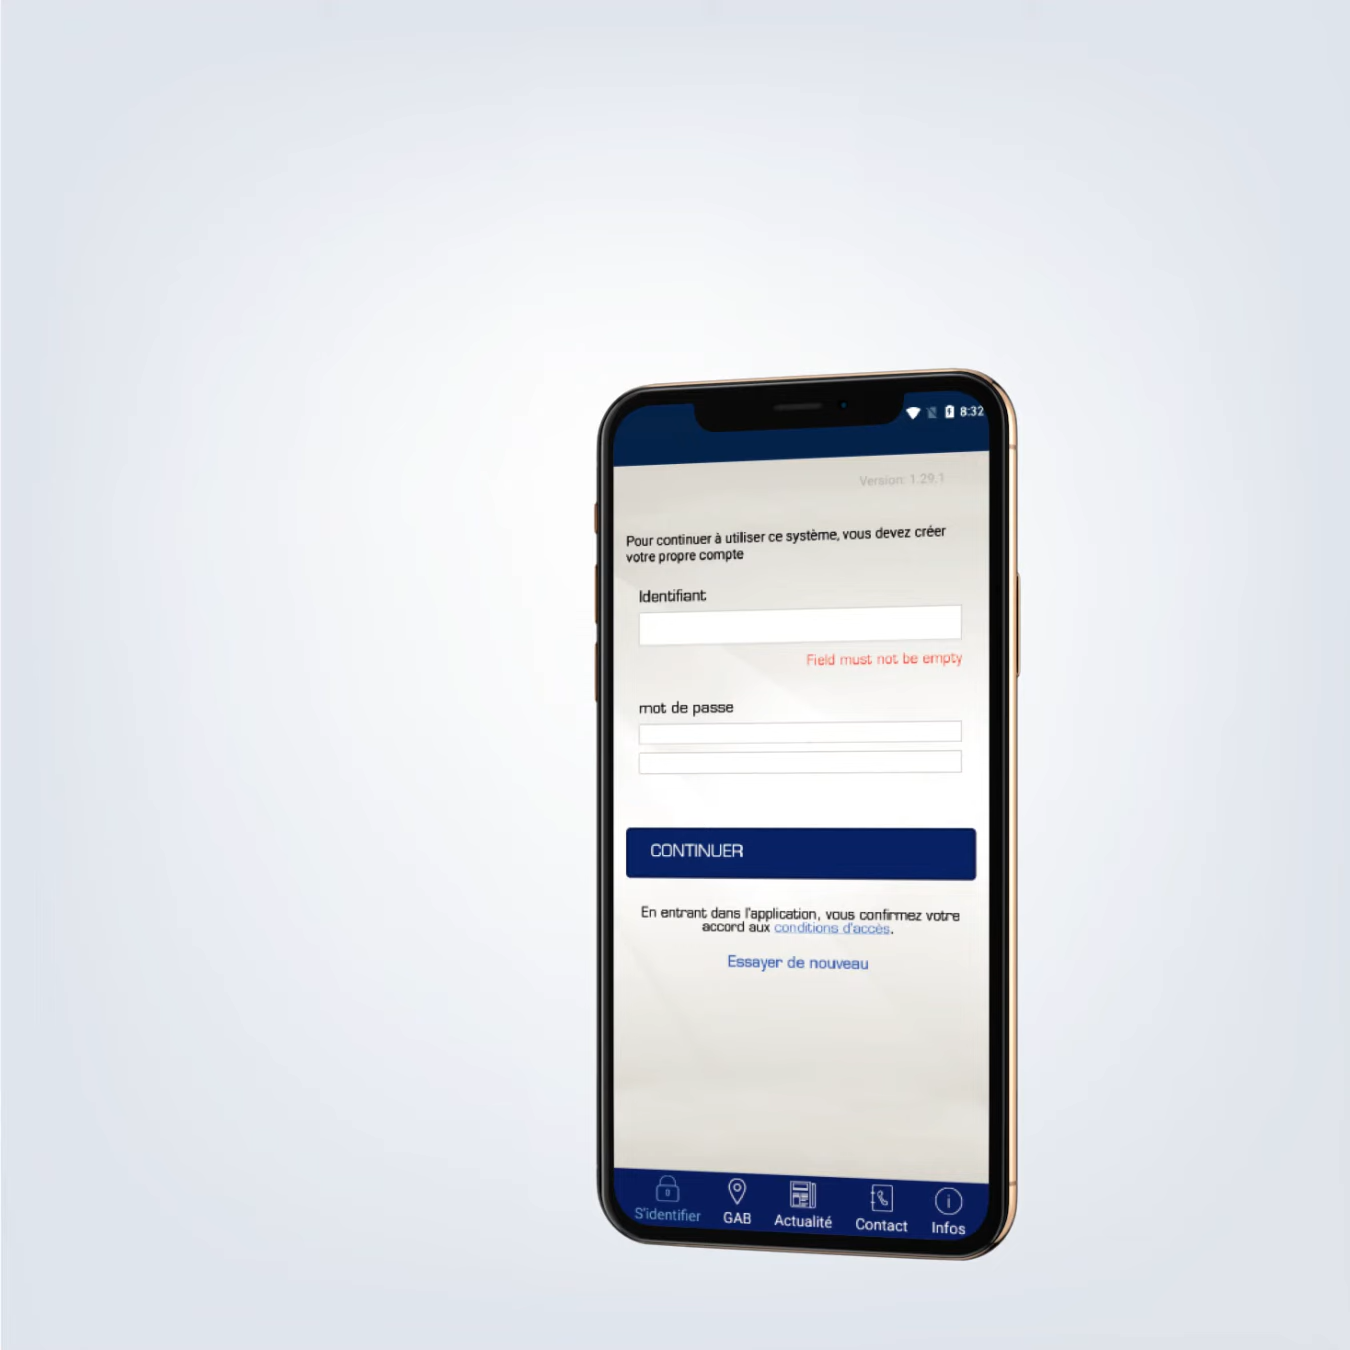 8:32
Version: 1.29.1
Pour continuer à utiliser ce système, vous devez créer
votre propre compte
Identifiant
Field must not be empty
mot de passe
CONTINUER
En entrant dans l'application, vous confirmez votre
accord aux conditions d'accès.
Essayer de nouveau
S'identifier GAB Actualité Contact Infos